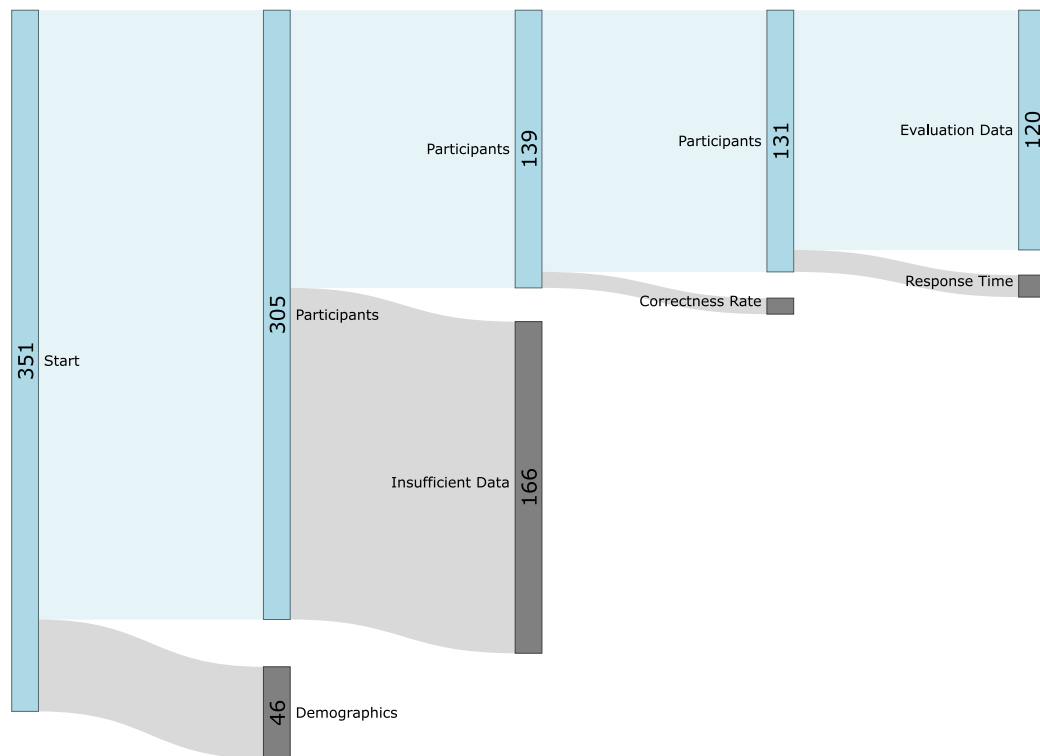 351
Start
305
Participants
46
Demographics
139
Participants
166
Insufficient Data
131
Participants
Correctness Rate
120
Evaluation Data
Response Time